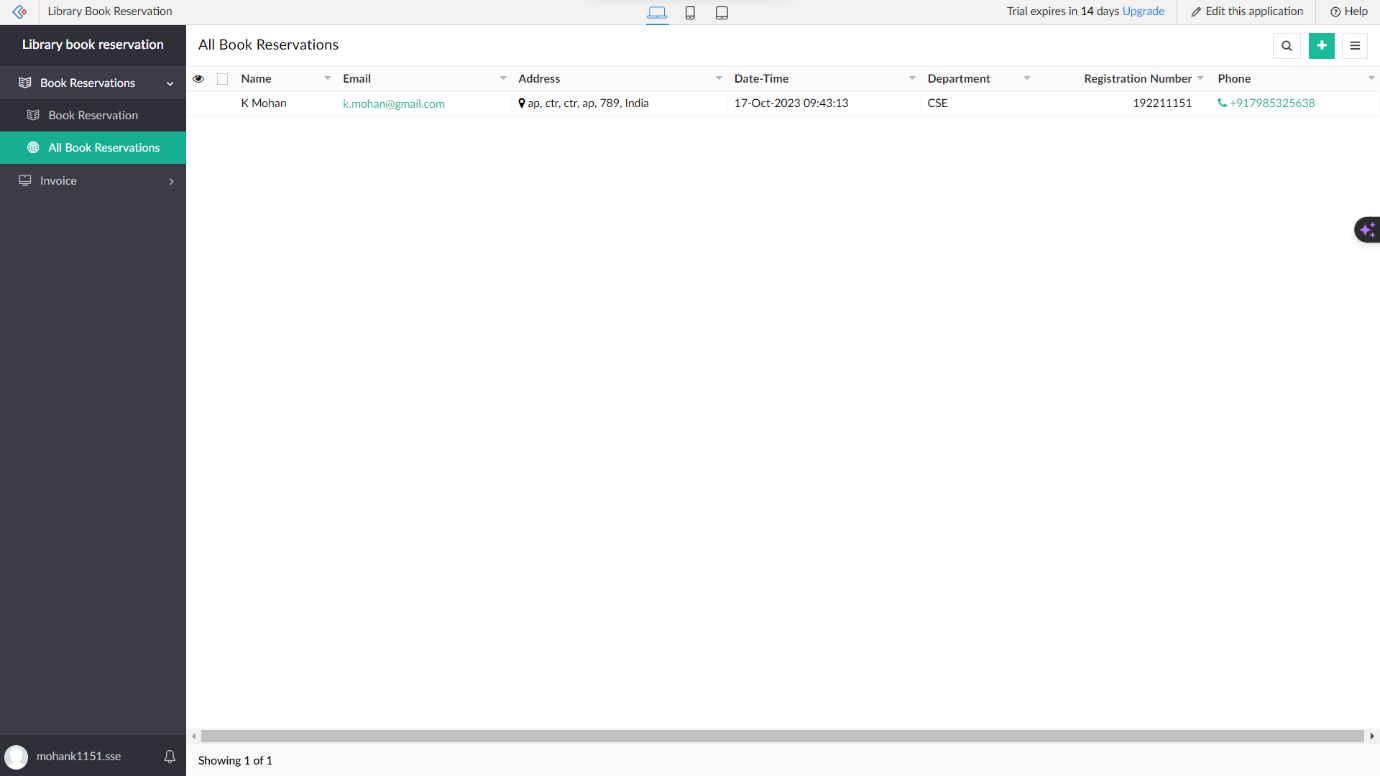 Library Book Reservation
Trial expires in 14 days Upgrade
Edit this application
Help
Library book reservation
Book Reservations
Book Reservation
All Book Reservations
Invoice
mohank1151.sse
All Book Reservations
Name Email Address Date-Time Department Registration Number Phone
K Mohan k.mohan@gmail.com ap, ctr, ctr, ap, 789, India 17-Oct-2023 09:43:13 CSE 192211151 +917985325638
Showing 1 of 1